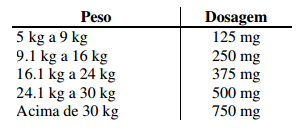 Peso Dosagem
5 kg a 9 kg 125 mg
9.1 kg a 16 kg 250 mg
16.1 kg a 24 kg 375 mg
24.1 kg a 30 kg 500 mg
Acima de 30 kg 750 mg